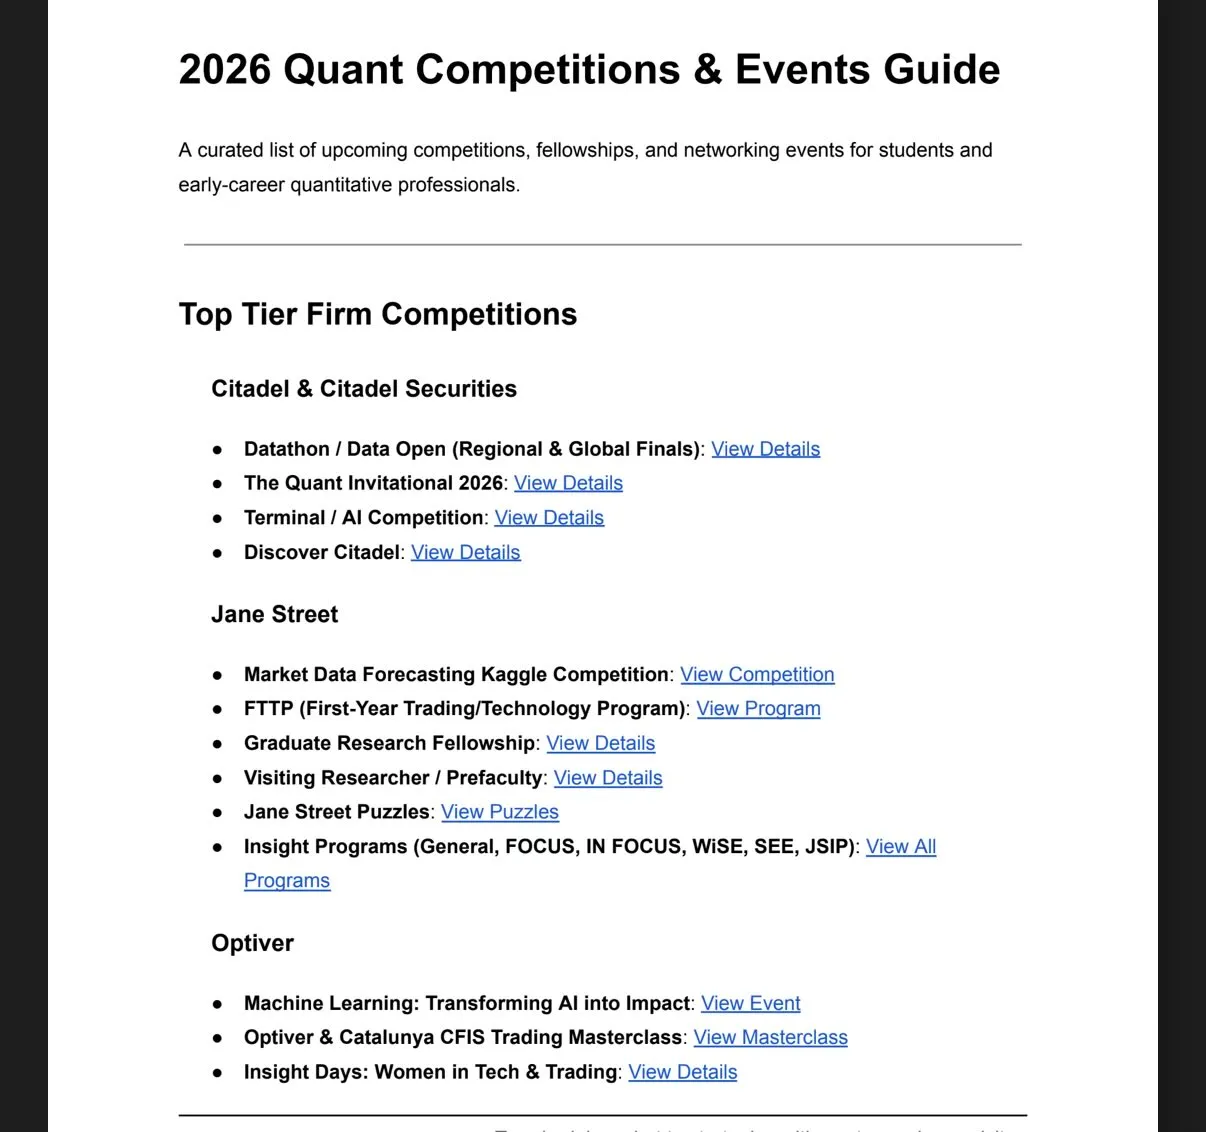 2026 Quant Competitions & Events Guide
A curated list of upcoming competitions, fellowships, and networking events for students and
early-career quantitative professionals.
Top Tier Firm Competitions
Citadel & Citadel Securities
● Datathon / Data Open (Regional & Global Finals): View Details
● The Quant Invitational 2026: View Details
● Terminal / AI Competition: View Details
● Discover Citadel: View Details
Jane Street
● Market Data Forecasting Kaggle Competition: View Competition
● FTTP (First-Year Trading/Technology Program): View Program
● Graduate Research Fellowship: View Details
● Visiting Researcher / Prefaculty: View Details
● Jane Street Puzzles: View Puzzles
● Insight Programs (General, FOCUS, IN FOCUS, WiSE, SEE, JSIP): View All
Programs
Optiver
● Machine Learning: Transforming AI into Impact: View Event
● Optiver & Catalunya CFIS Trading Masterclass: View Masterclass
● Insight Days: Women in Tech & Trading: View Details